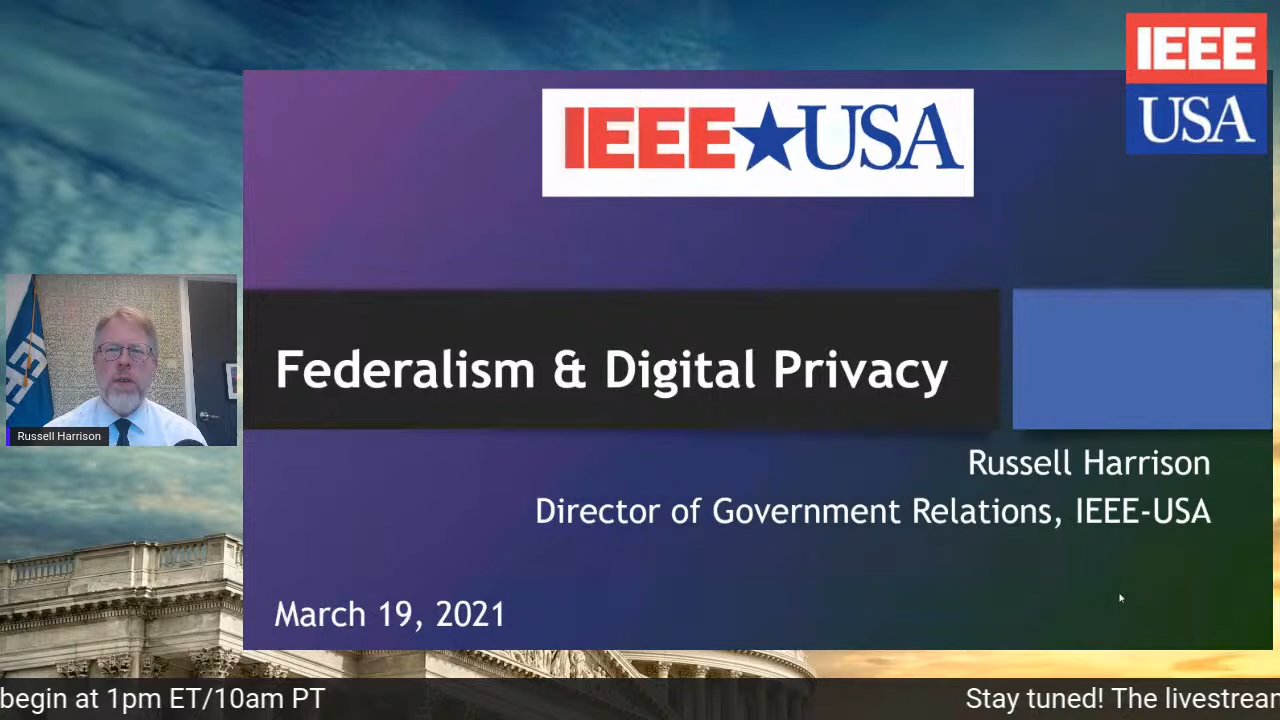 IEEE
USA
IEEE★USA
Federalism & Digital Privacy
Russell Harrison
Director of Government Relations, IEEE-USA
March 19, 2021
Russell Harrison
begin at 1pm ET/10am PT
Stay tuned! The livestream